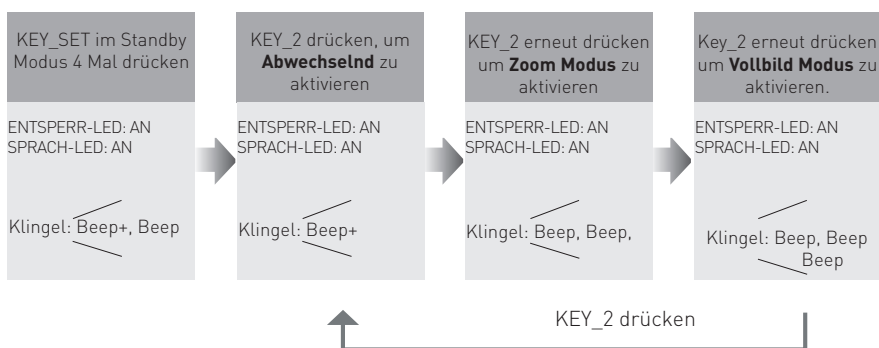 KEY_SET im Standby
Modus 4 Mal drücken
ENTSPERR-LED: AN
SPRACH-LED: AN
Klingel: Beep+, Beep
KEY_2 drücken, um
Abwechselnd zu
aktivieren
ENTSPERR-LED: AN
SPRACH-LED: AN
Klingel: Beep+
KEY_2 erneut drücken
um Zoom Modus zu
aktivieren
ENTSPERR-LED: AN
SPRACH-LED: AN
Klingel: Beep, Beep,
Key_2 erneut drücken
um Vollbild Modus zu
aktivieren.
ENTSPERR-LED: AN
SPRACH-LED: AN
Klingel: Beep, Beep
Beep
KEY_2 drücken